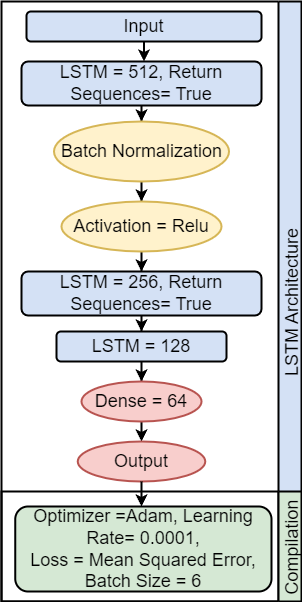 Input
LSTM = 512, Return
Sequences= True
Batch Normalization
Activation = Relu
LSTM = 256, Return
Sequences= True
LSTM = 128
Dense = 64
Output
LSTM Architecture
Optimizer =Adam, Learning
Rate= 0.0001,
Loss = Mean Squared Error,
Batch Size = 6
Compilation